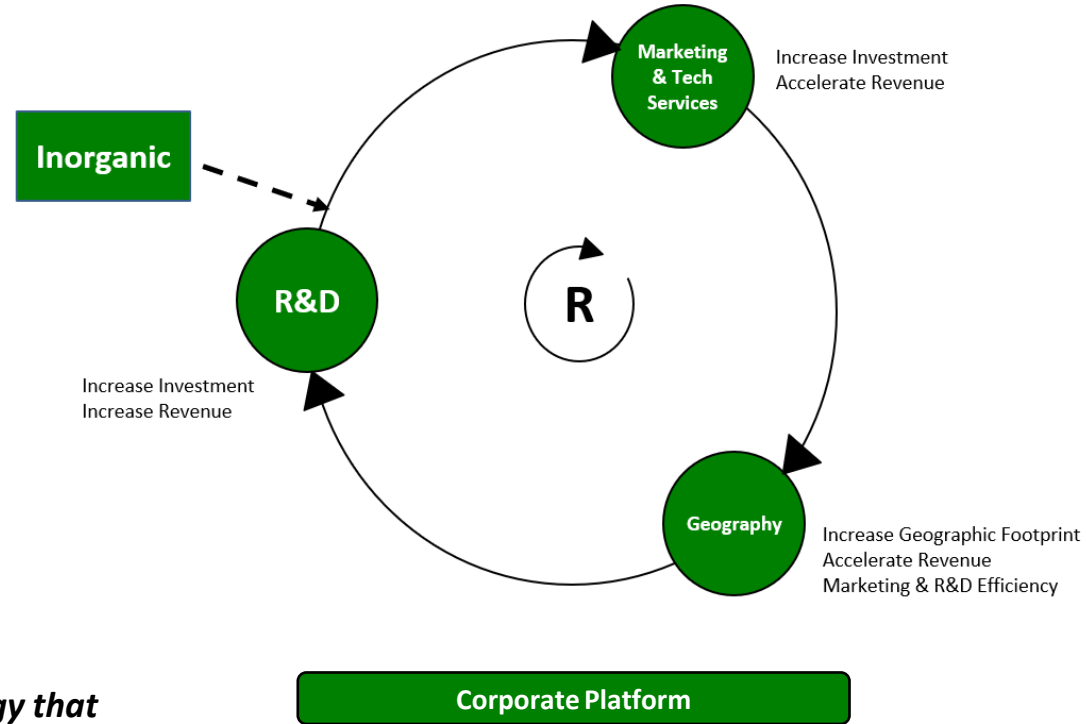 Marketing
& Tech
Services
Increase Investment
Accelerate Revenue
Inorganic
R&D
R
Increase Investment
Increase Revenue
Geography
Increase Geographic Footprint
Accelerate Revenue
Marketing & R&D Efficiency
Corporate Platform
that